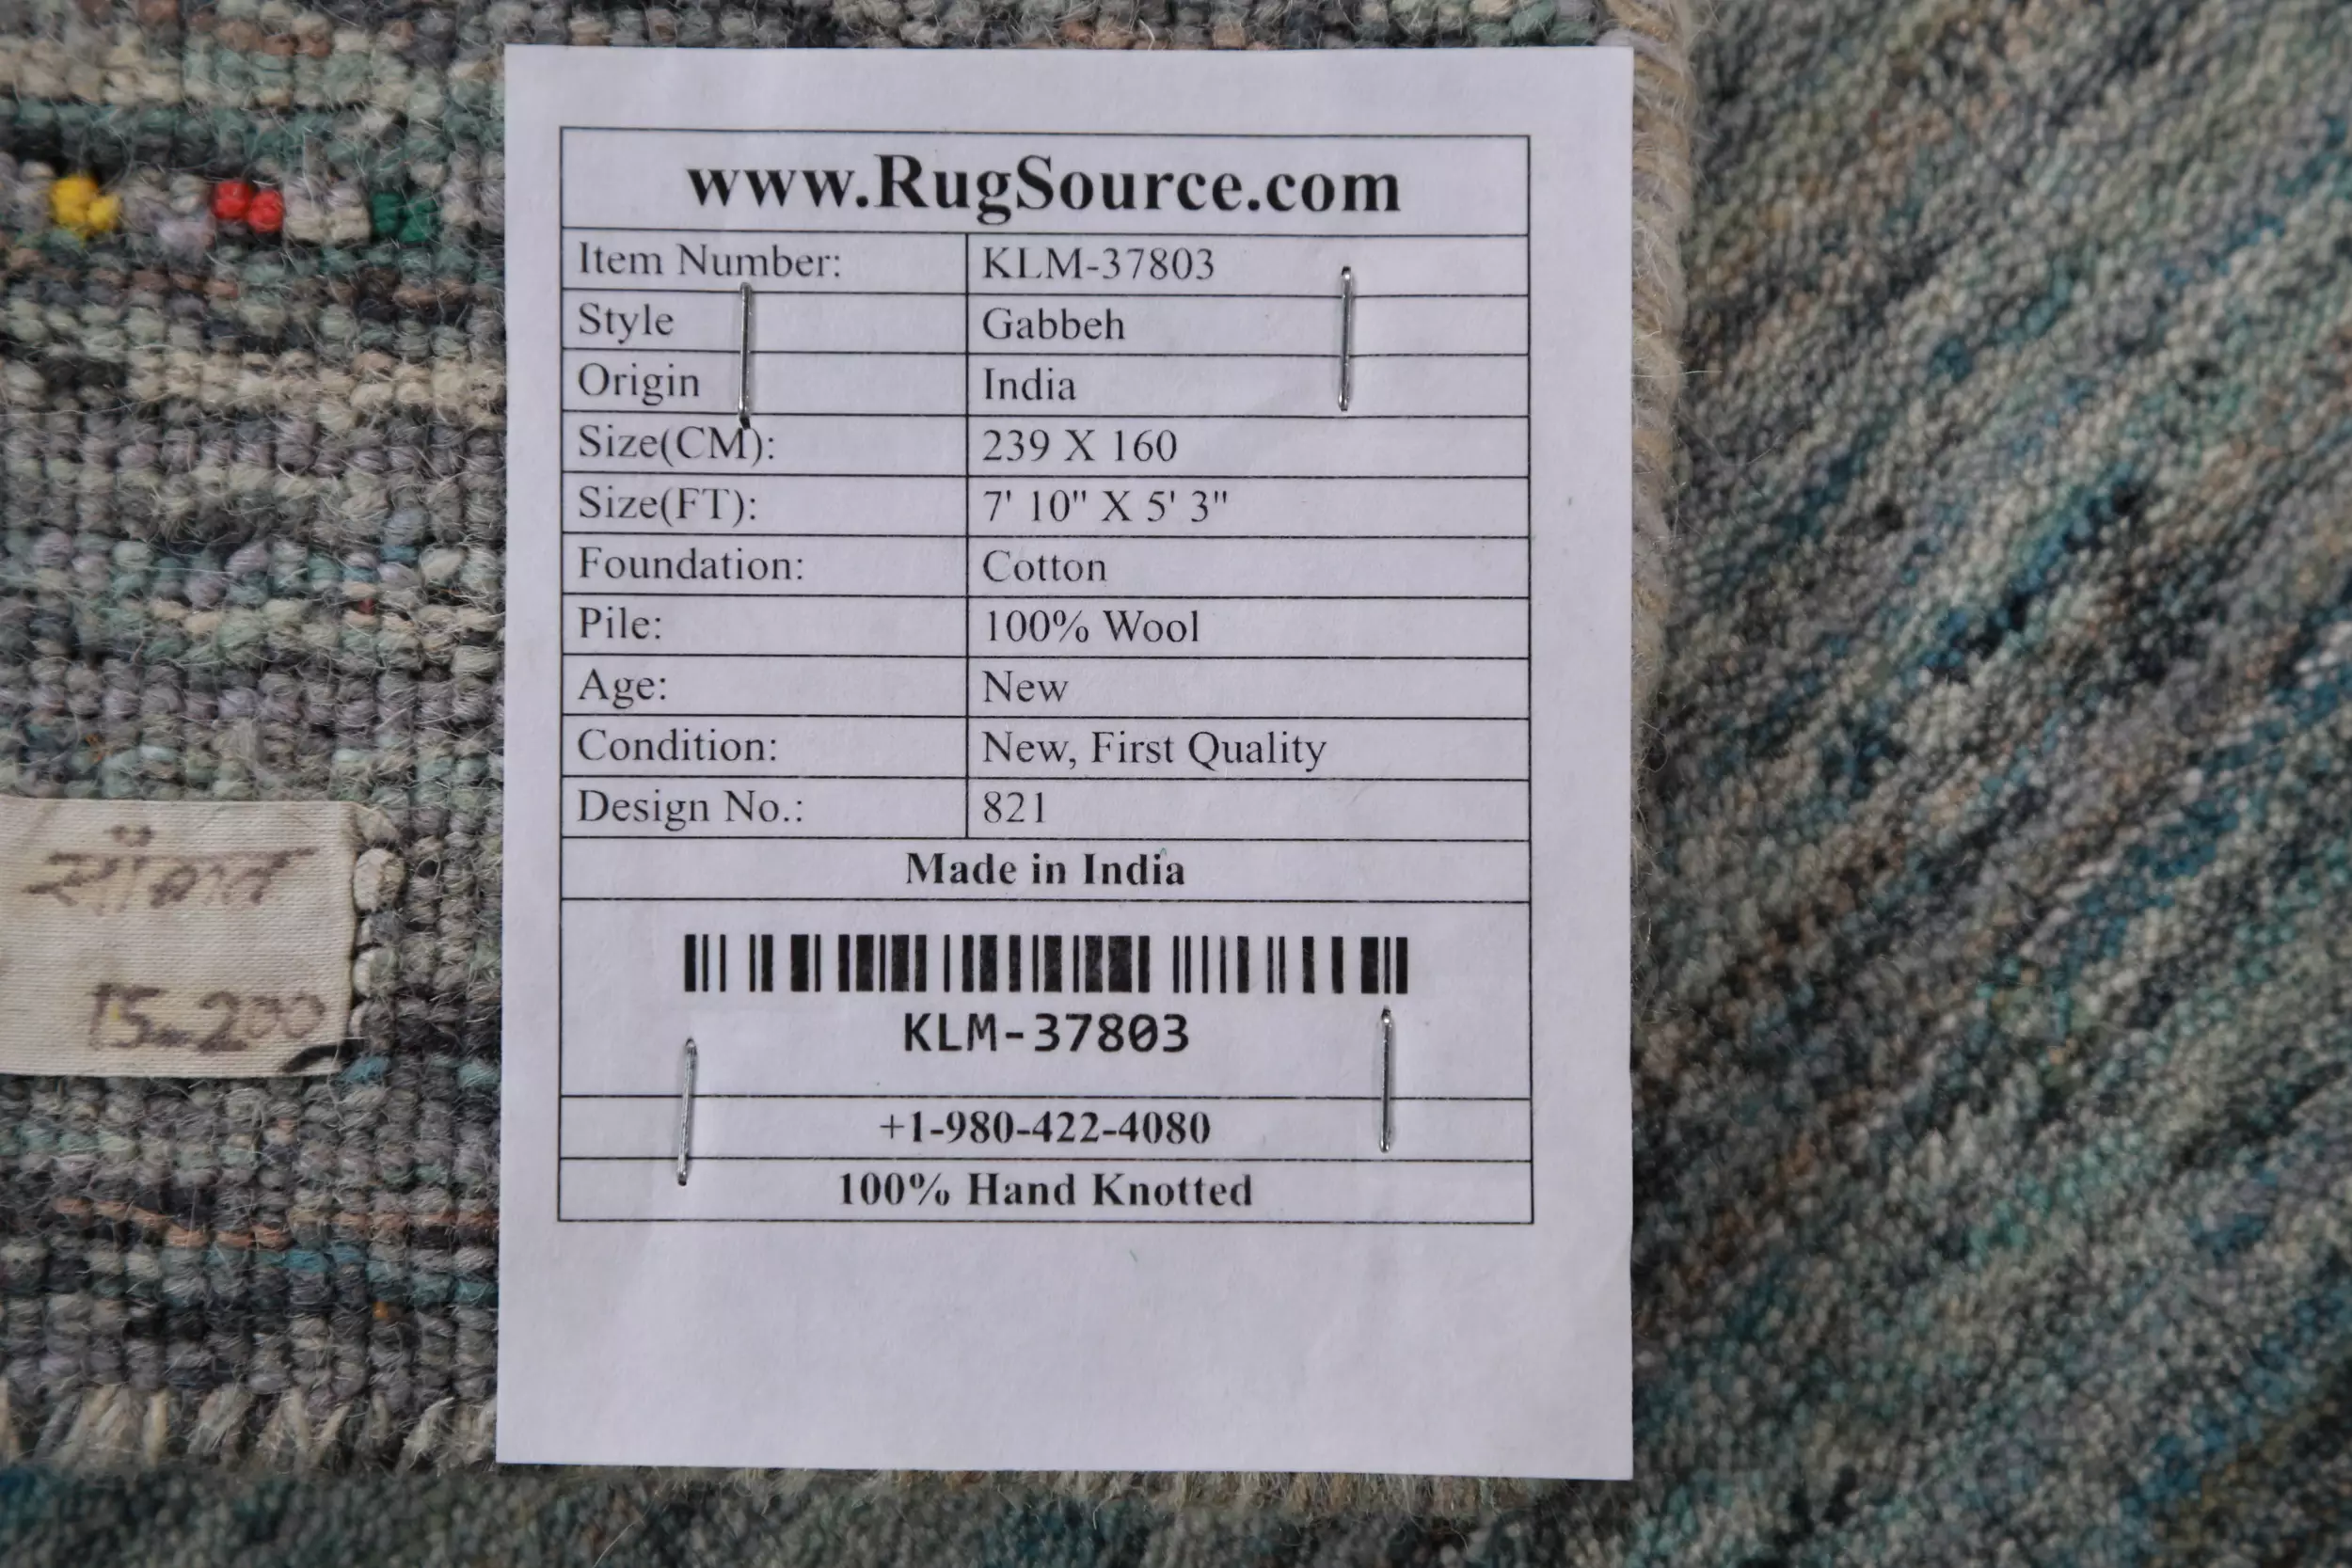 www.RugSource.com
Item Number: KLM-37803
Style Gabbeh
Origin India
Size(CM): 239 X 160
Size(FT): 7' 10" X 5' 3"
Foundation: Cotton
Pile: 100% Wool
Age: New
Condition: New, First Quality
Design No.: 821
Made in India
KLM-37803
+1-980-422-4080
100% Hand Knotted
15-200